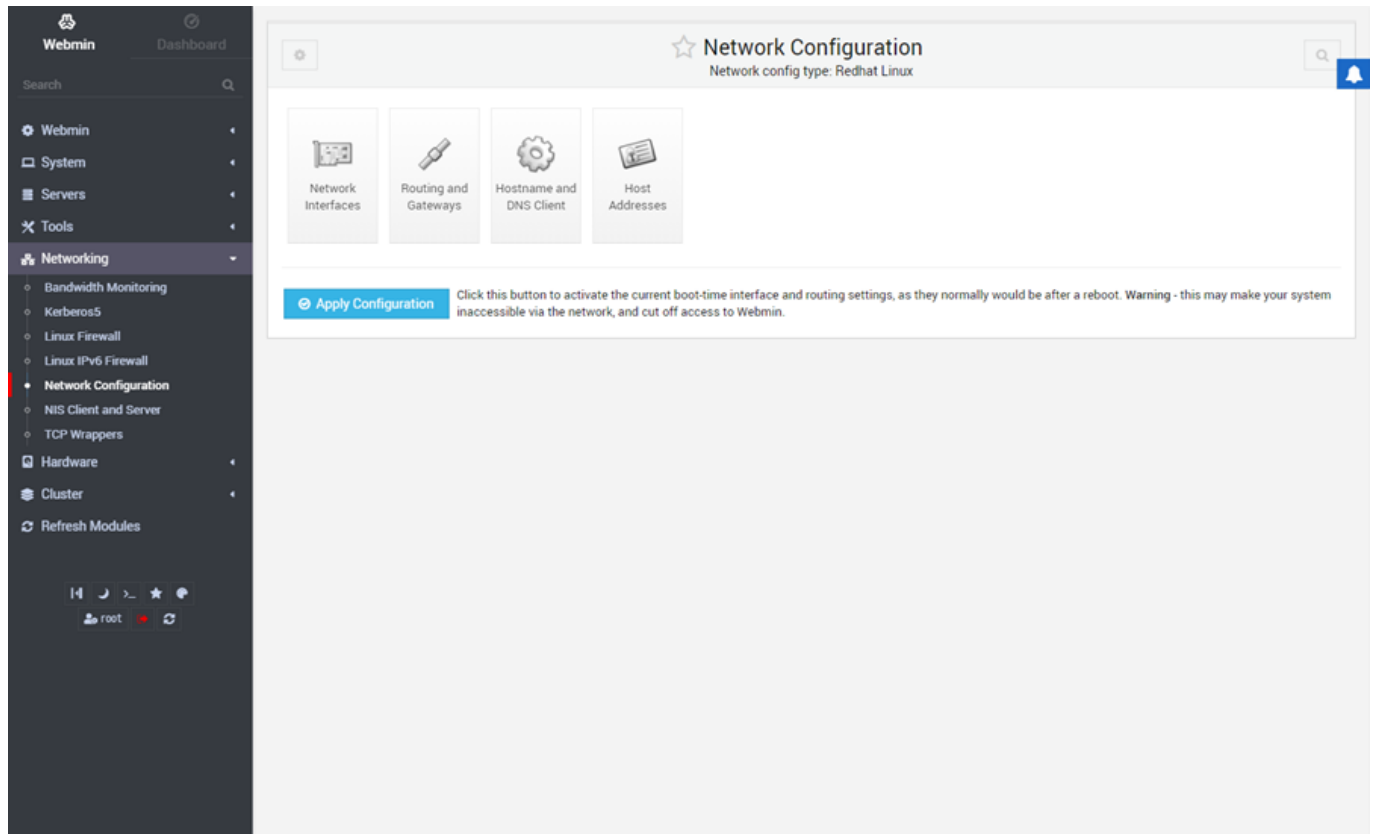 Webmin
Dashboard
Search
Webmin
System
Servers
Tools
Networking
Bandwidth Monitoring
Kerberos5
Linux Firewall
Linux IPv6 Firewall
Network Configuration
NIS Client and Server
TCP Wrappers
Hardware
Cluster
Refresh Modules
root
Network Configuration
Network config type: Redhat Linux
Network
Interfaces
Routing and
Gateways
Hostname and
DNS Client
Host
Addresses
Apply Configuration
Click this button to activate the current boot-time interface and routing settings, as they normally would be after a reboot. Warning - this may make your system
inaccessible via the network, and cut off access to Webmin.